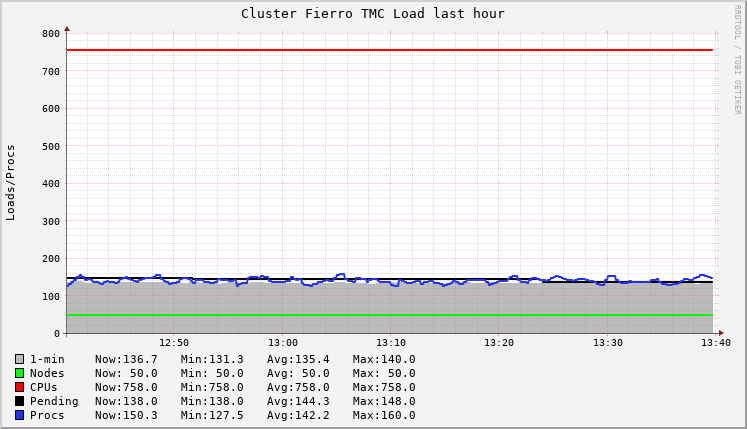 Cluster Fierro TMC Load last hour
RRDTOOL / TOBI OETIKER
Loads/Procs
800
700
600
500
400
300
200
100
0
12:50 13:00 13:10 13:20 13:30 13:40
1-min Now:136.7 Min:131.3 Avg:135.4 Max:140.0
Nodes Now: 50.0 Min: 50.0 Avg: 50.0 Max: 50.0
CPUs Now:758.0 Min:758.0 Avg:758.0 Max:758.0
Pending Now:138.0 Min:138.0 Avg:144.3 Max:148.0
Procs Now:150.3 Min:127.5 Avg:142.2 Max:160.0